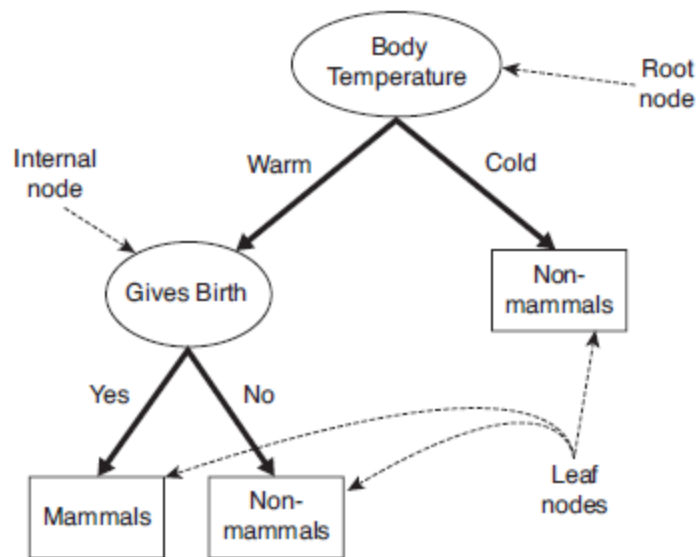 Body
Temperature
Root
node
Internal
node
Warm
Cold
Gives Birth
Non-
mammals
Yes
No
Mammals
Non-
mammals
Leaf
nodes